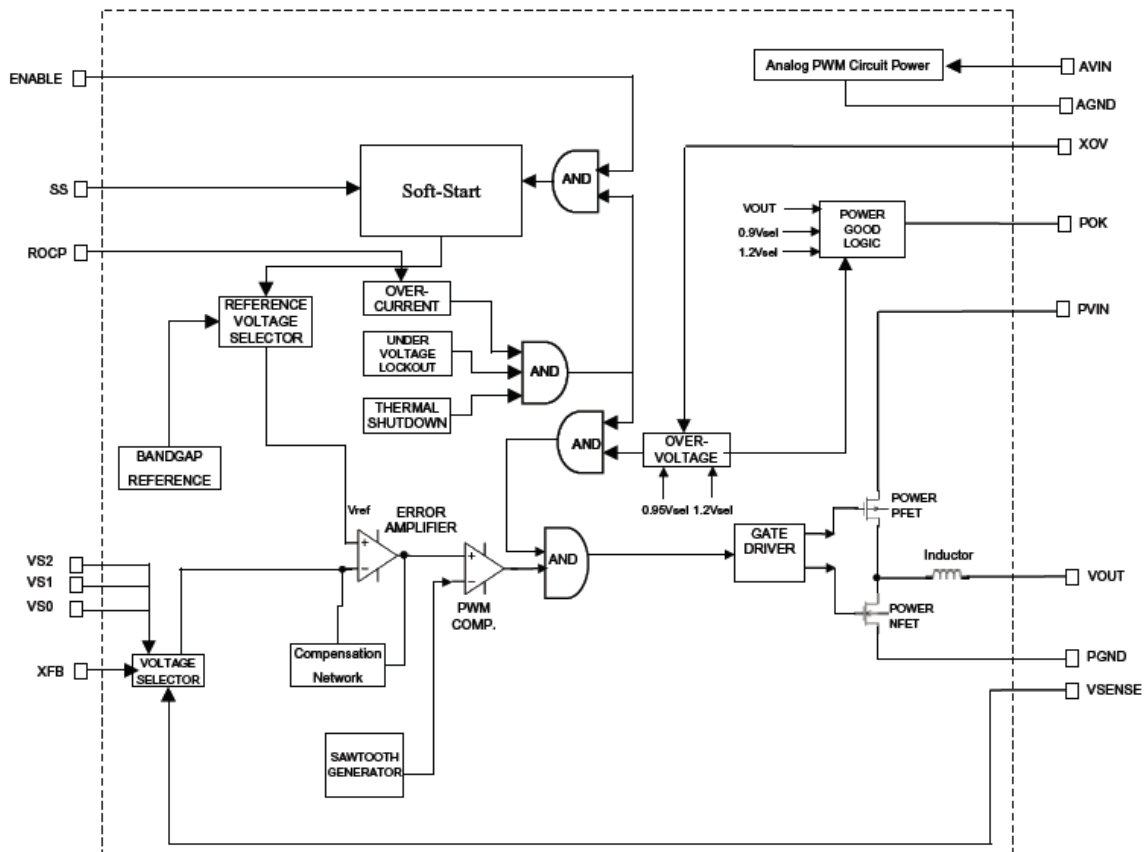 ENABLE
Analog PWM Circuit Power
AVIN
AGND
XOV
AND
SS
Soft-Start
VOUT
0.9Vsel
1.2Vsel
POWER
GOOD
LOGIC
POK
ROCP
OVER-
CURRENT
REFERENCE
VOLTAGE
SELECTOR
PVIN
UNDER
VOLTAGE
LOCKOUT
AND
THERMAL
SHUTDOWN
AND
OVER-
VOLTAGE
BANDGAP
REFERENCE
0.95Vsel
1.2Vsel
Vref
ERROR
AMPLIFIER
POWER
PFET
+
-
+
-
PWM
COMP.
AND
GATE
DRIVER
Inductor
VOUT
VS2
VS1
VS0
POWER
NFET
XFB
VOLTAGE
SELECTOR
Compensation
Network
PGND
VSENSE
SAWTOOTH
GENERATOR